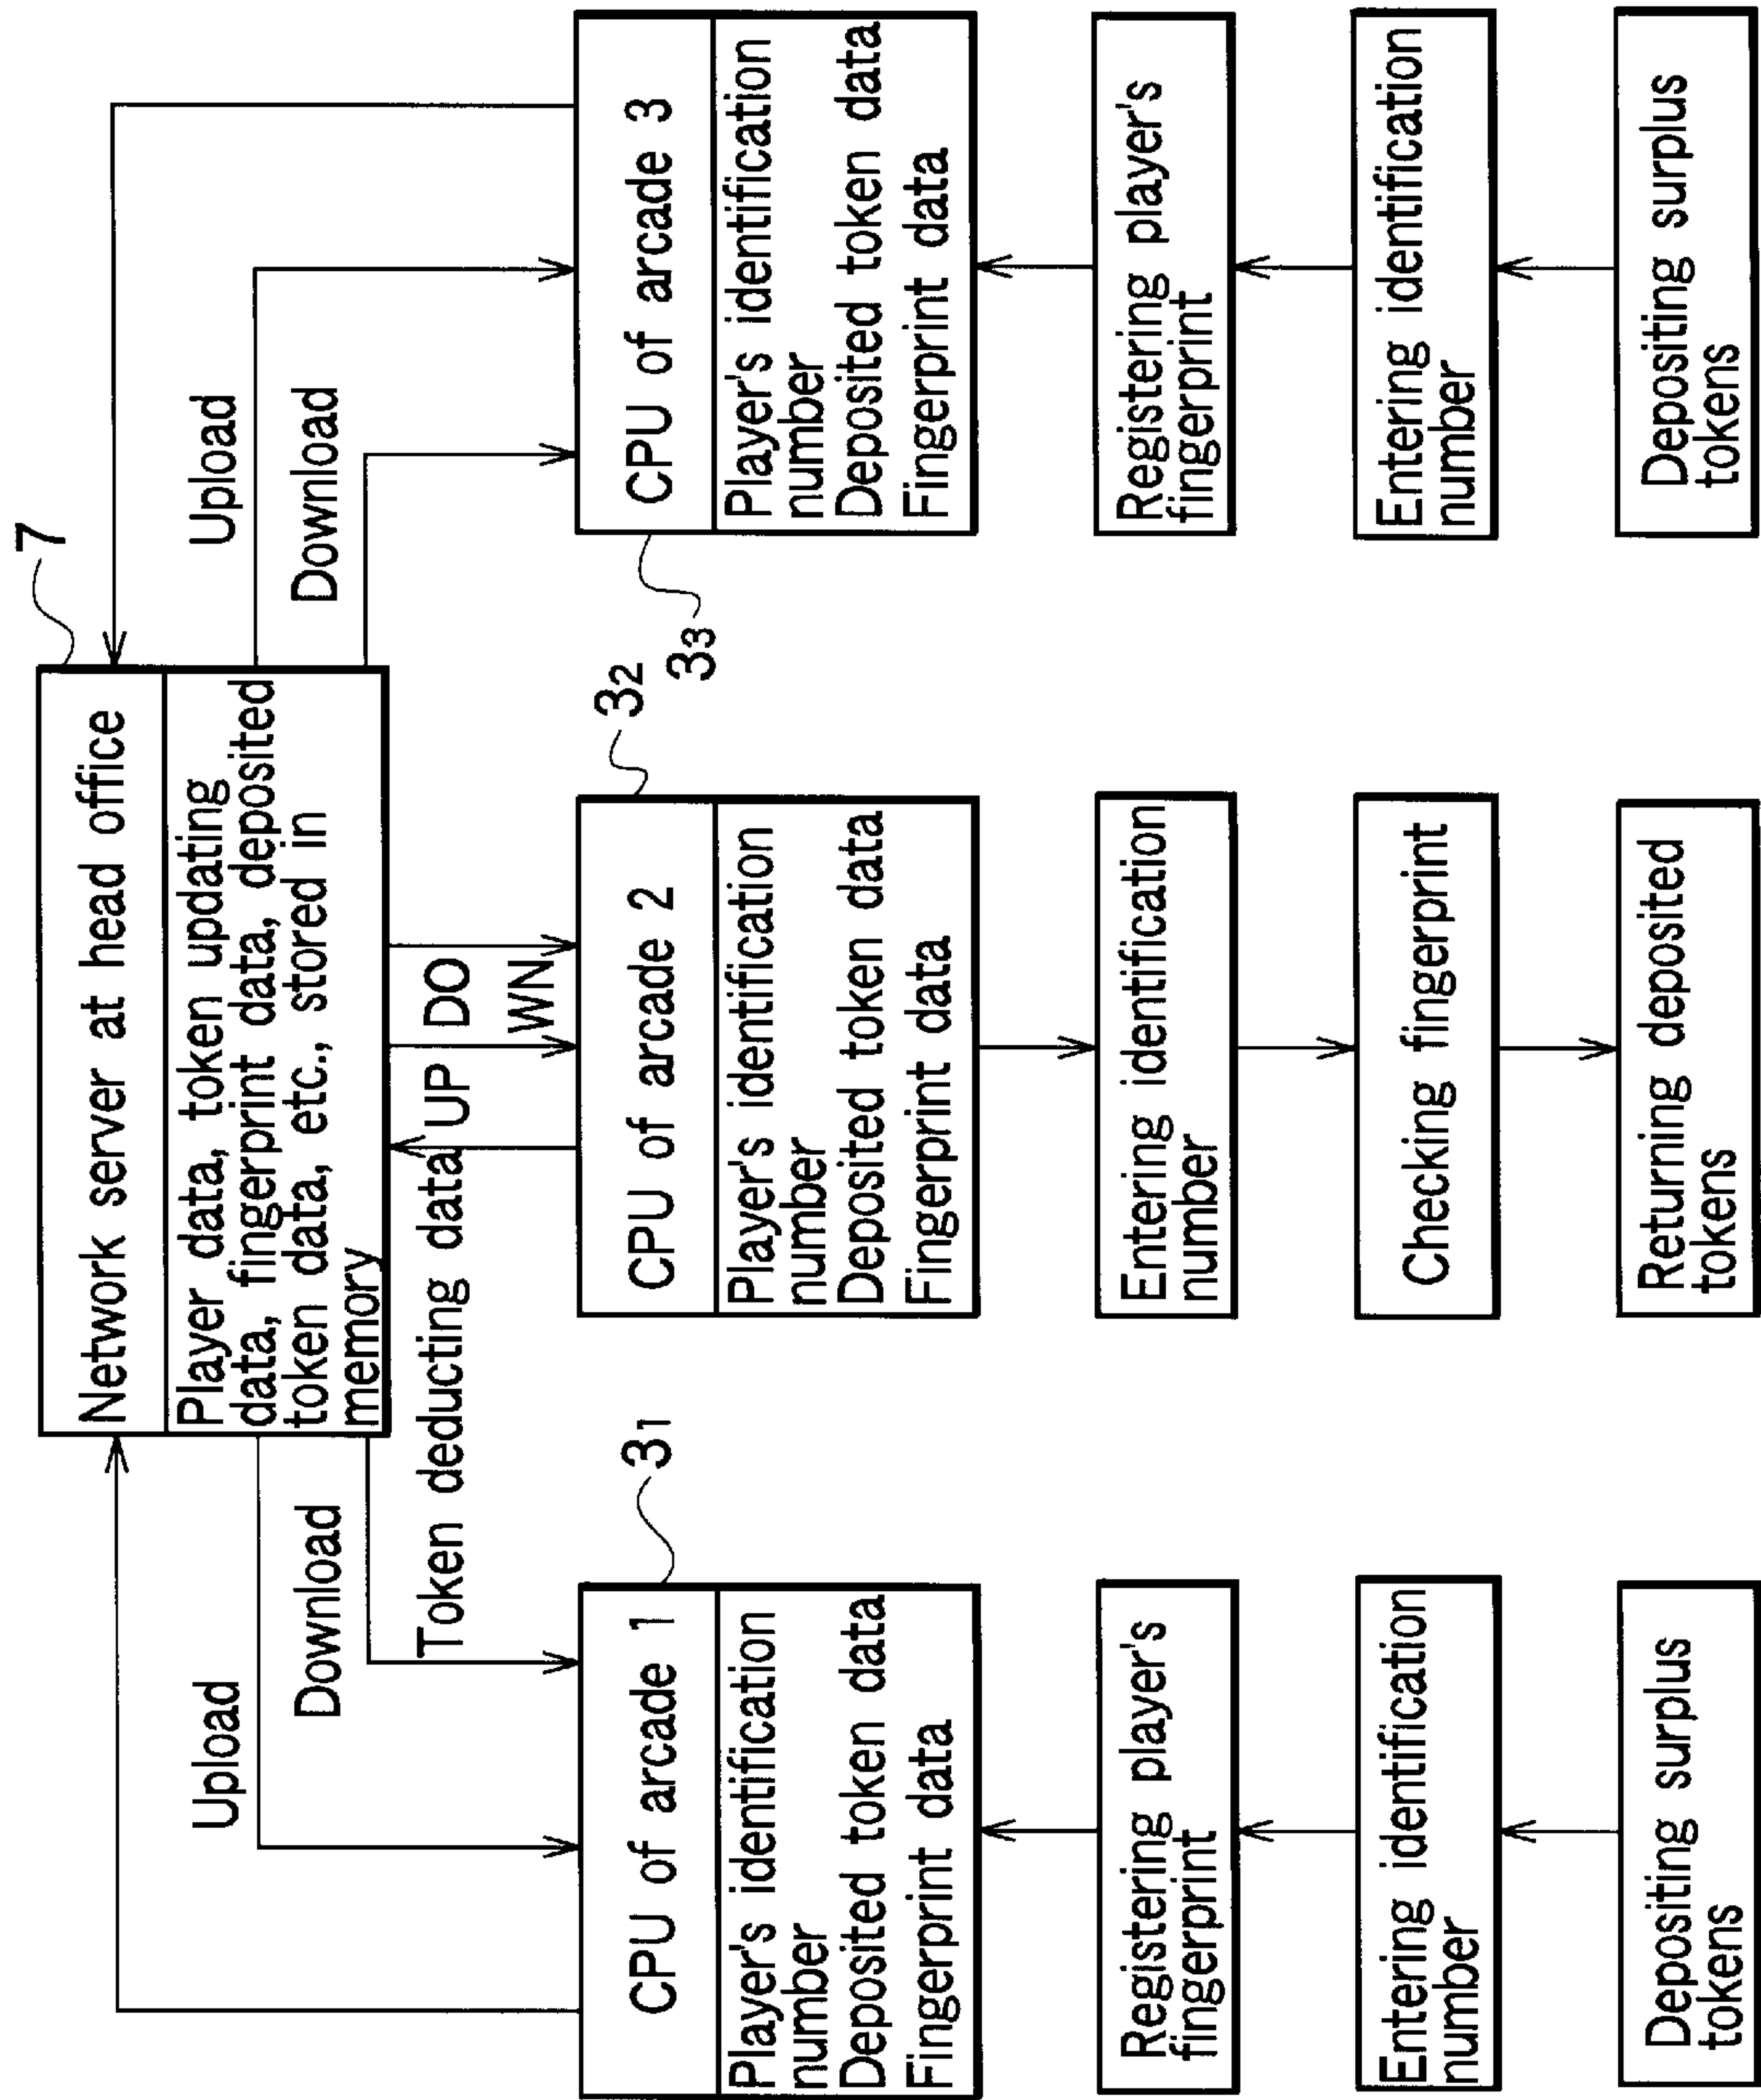 7
Network server at head office
Player data, token updating
data, fingerprint data, deposited
token data, etc., stored in
memory
Upload
Download
Token deducting data
UP
DO
WN
Upload
Download
31
CPU of arcade 1
Player's identification
number
Deposited token data
Fingerprint data
Registering player's
fingerprint
Entering identification
number
Depositing surplus
tokens
32
CPU of arcade 2
Player's identification
number
Deposited token data
Fingerprint data
Entering identification
number
Checking fingerprint
Returning deposited
tokens
33
CPU of arcade 3
Player's identification
number
Deposited token data
Fingerprint data
Registering player's
fingerprint
Entering identification
number
Depositing surplus
tokens